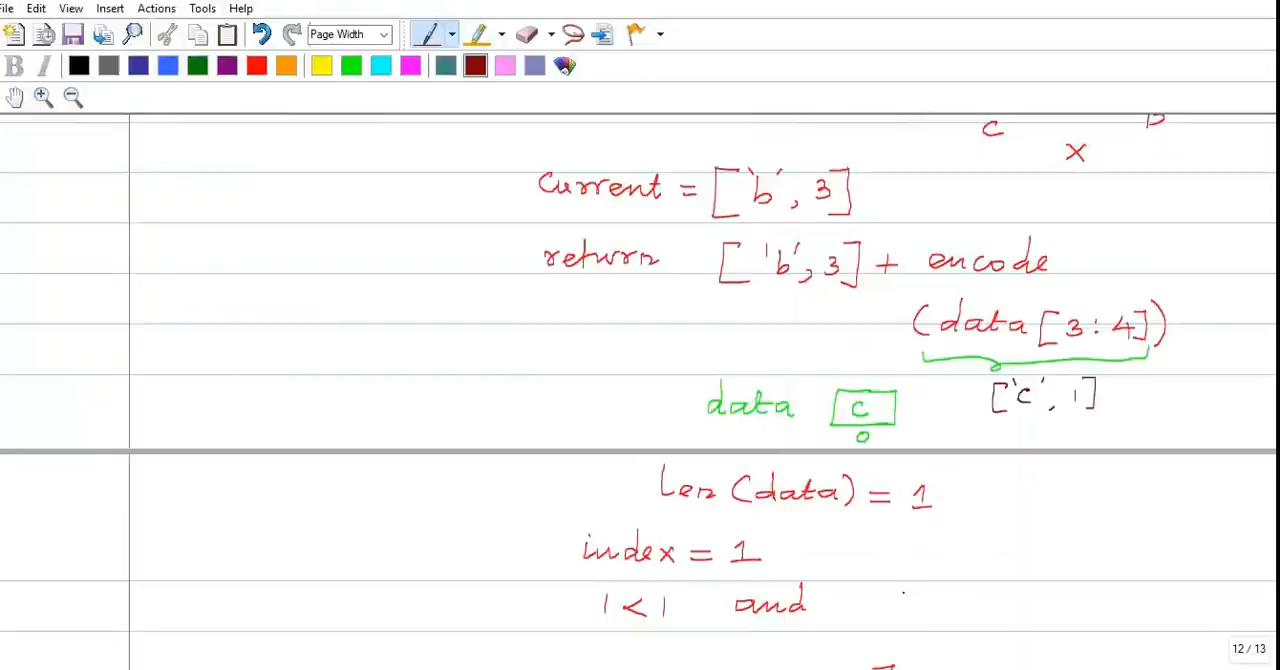 File Edit View Insert Actions Tools Help
Page Width
B I
C
×
Current = ['b', 3]
return ['b', 3] + encode
(data[3:4])
['c', 1]
data c
0
len(data) = 1
index = 1
1 < 1 and
12 / 13